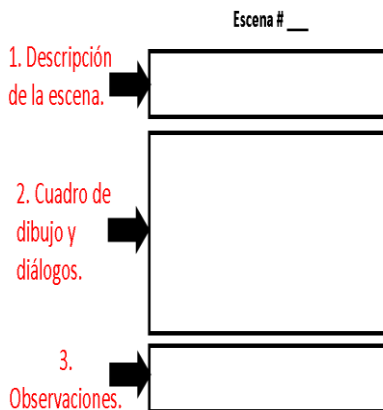 Escena # ___
1. Descripción
de la escena.
2. Cuadro de
dibujo y
diálogos.
3.
Observaciones.